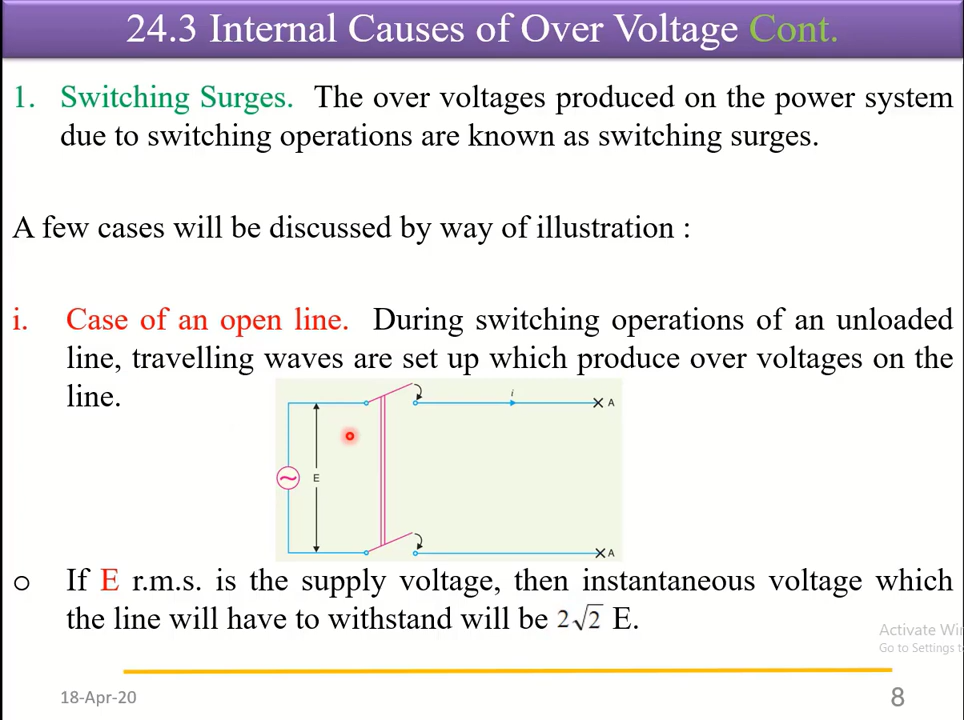 24.3 Internal Causes of Over Voltage Cont.
1. Switching Surges. The over voltages produced on the power system
due to switching operations are known as switching surges.
A few cases will be discussed by way of illustration :
i. Case of an open line. During switching operations of an unloaded
line, travelling waves are set up which produce over voltages on the
line.
i
A
E
A
o If E r.m.s. is the supply voltage, then instantaneous voltage which
the line will have to withstand will be 2√2 E.
Activate Wi
Go to Settings t
18-Apr-20
8